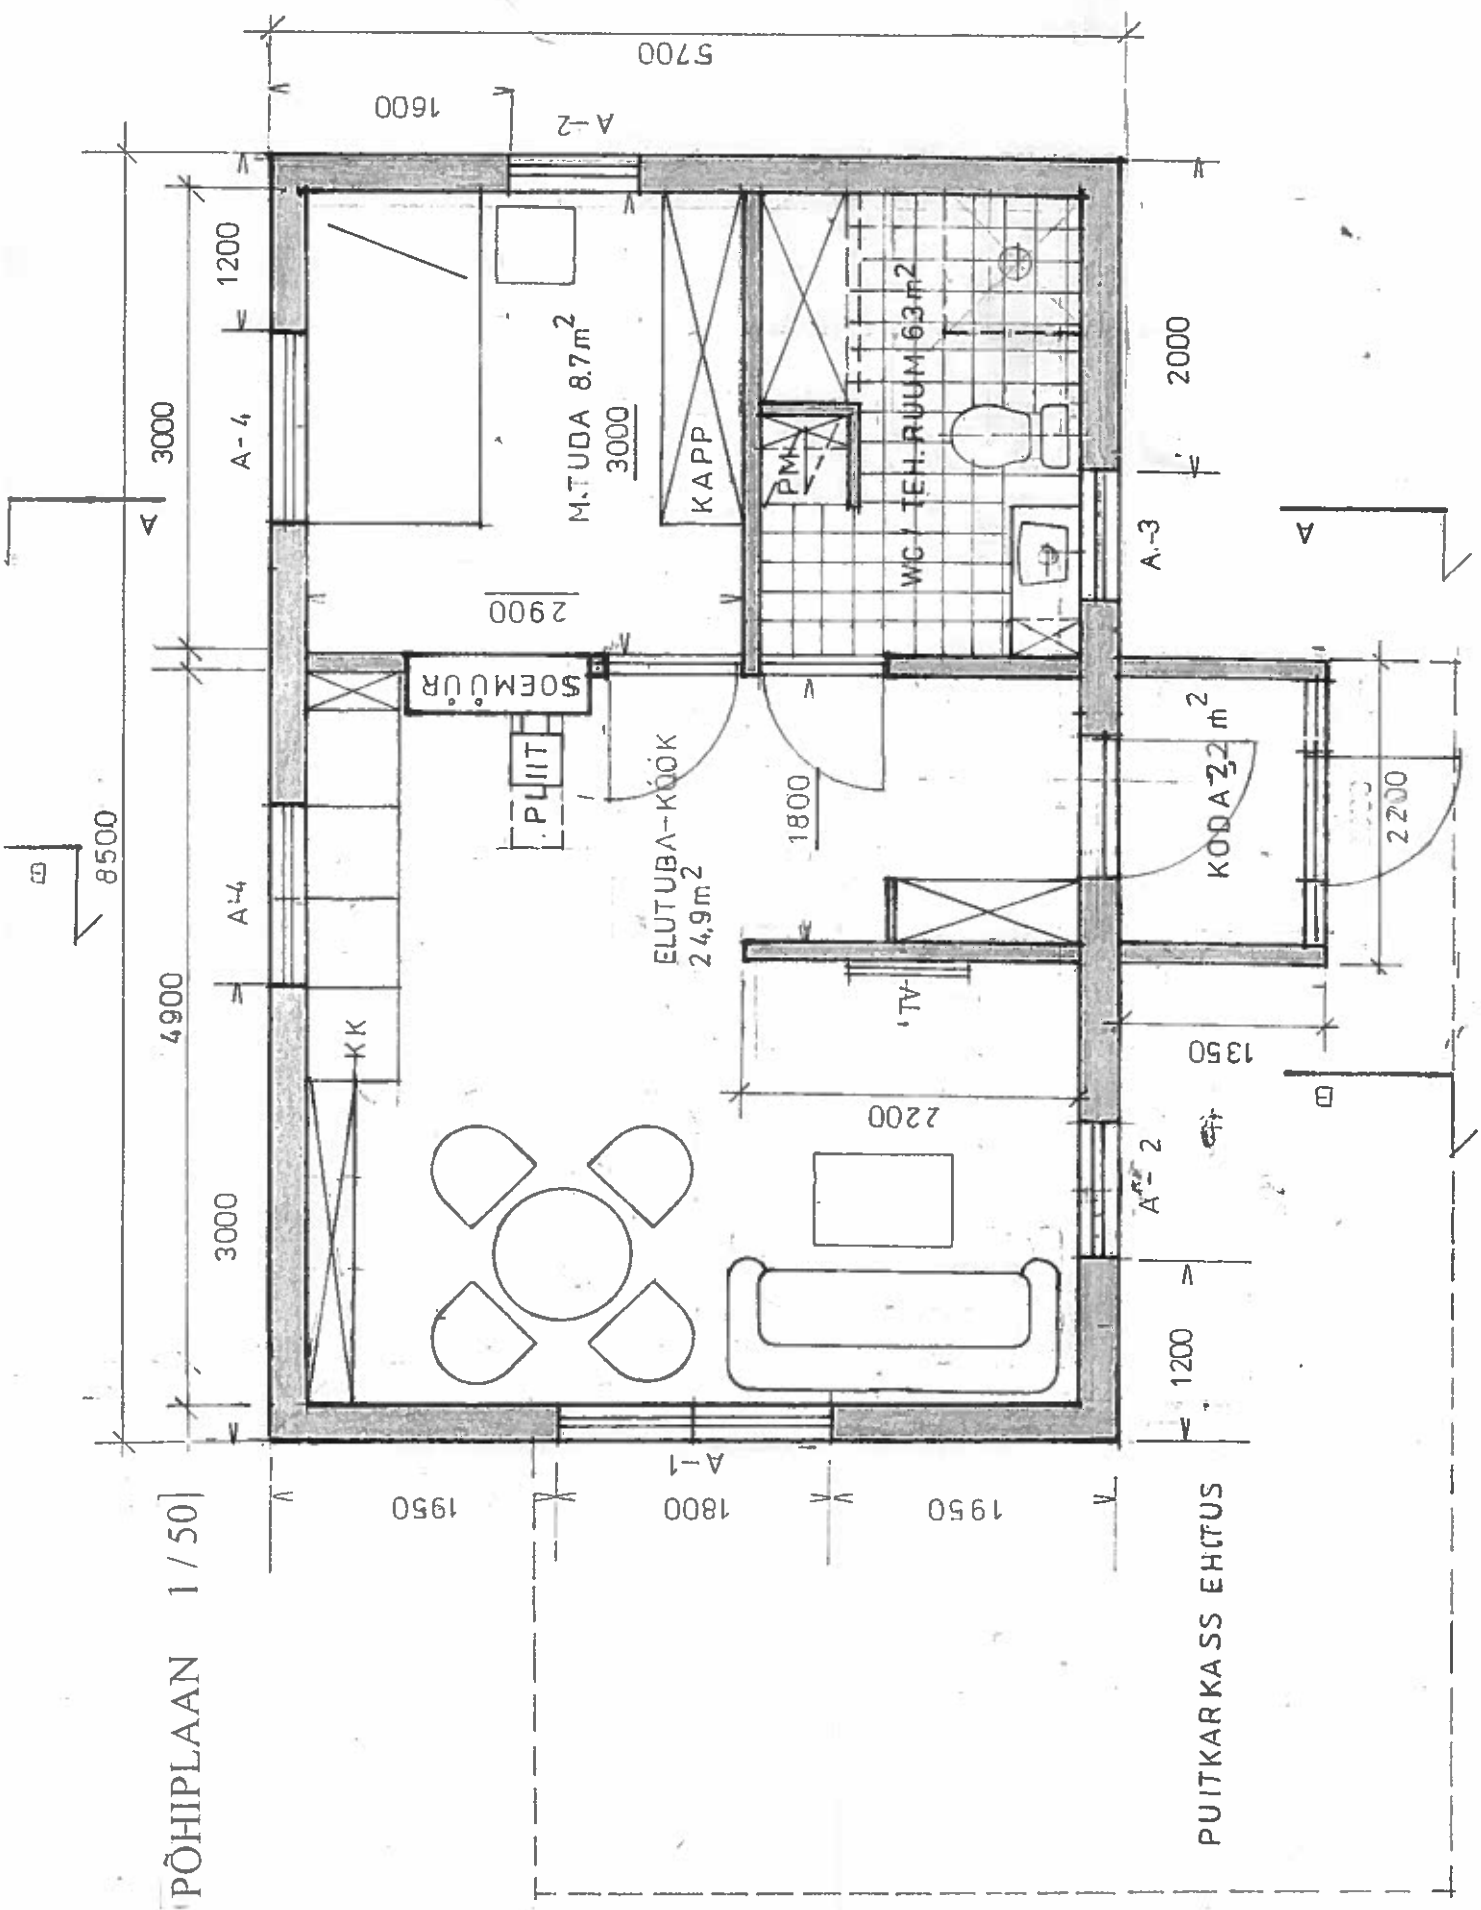 PÕHIPLAAN 1/50
8500
4900
3000
3000
1200
3000
A-4
A-4
B
A
5700
1600
A-2
M.TUBA 8.7m²
3000
2900
KAPP
WC / TEH.RUUM 6.3m²
PM
SOEMÜÜR
PLIIT
ELUTUBA-KÖÖK
24,9m²
1800
KK
TV
2200
KODA 2,2 m²
2200
1350
2000
A-3
A
B
A-2
1200
A-1
1950
1800
1950
PUITKARKASS EHITUS